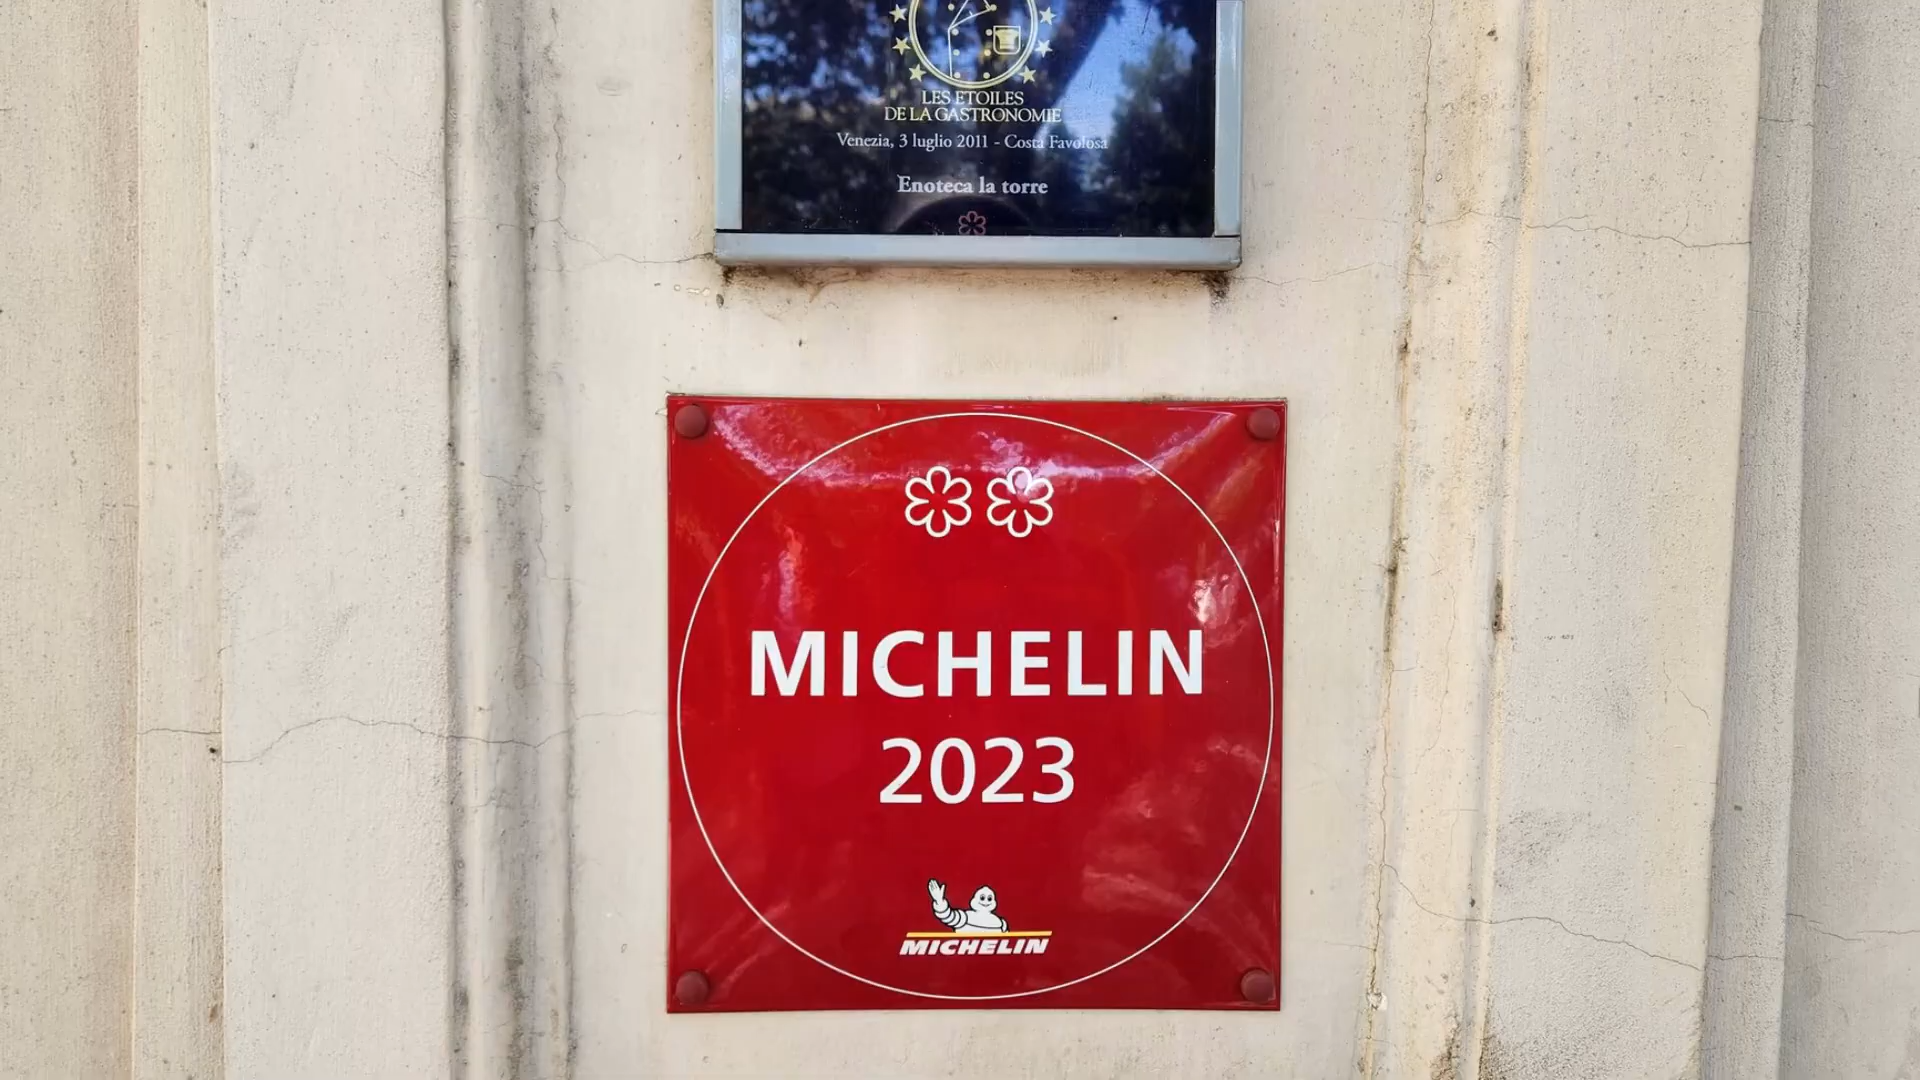 LES ETOILES
DE LA GASTRONOMIE
Venezia, 3 luglio 2011 - Costa Favolosa
Enoteca la torre
MICHELIN
2023
MICHELIN